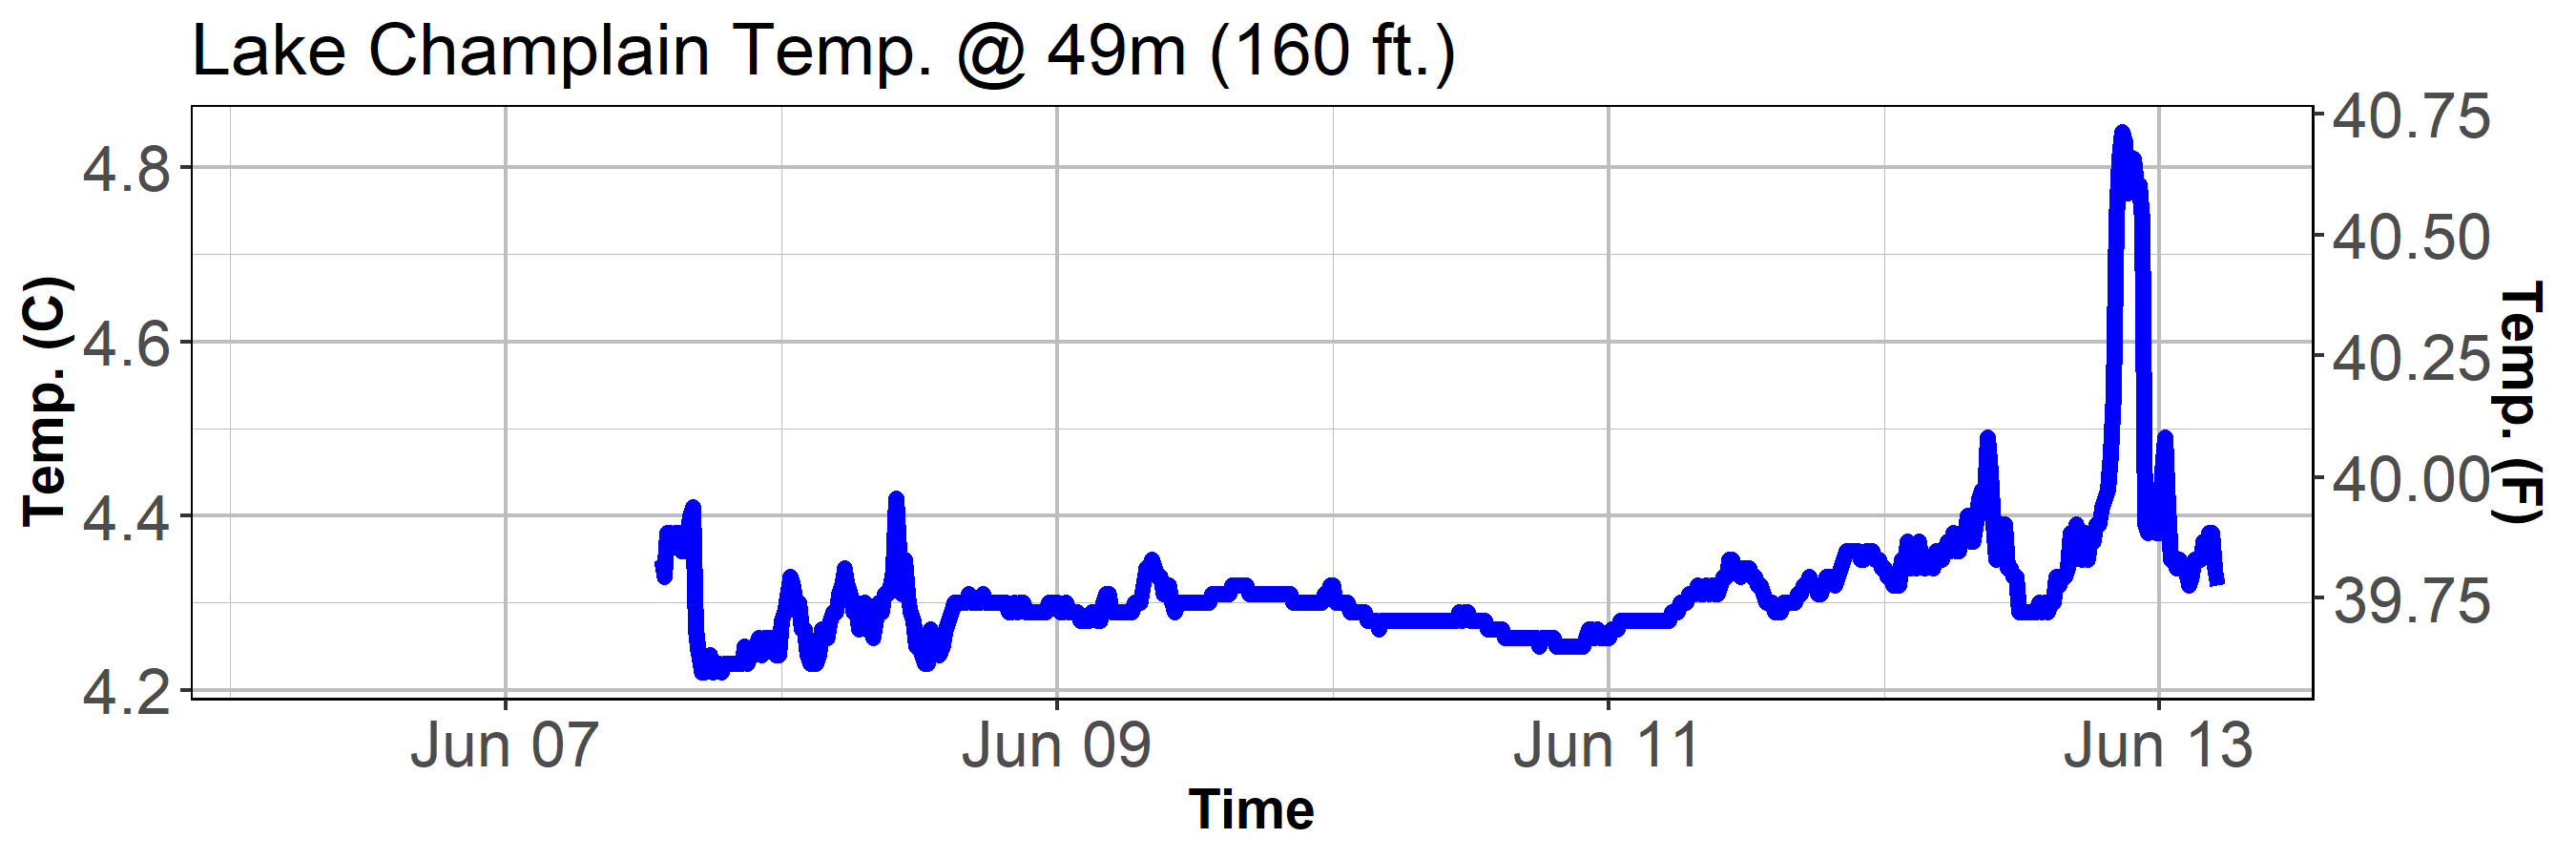 Lake Champlain Temp. @ 49m (160 ft.)
40.75
4.8
40.50
4.6
40.25
Temp. (C)
Temp. (F)
40.00
4.4
39.75
4.2
Jun 07
Jun 09
Jun 11
Jun 13
Time